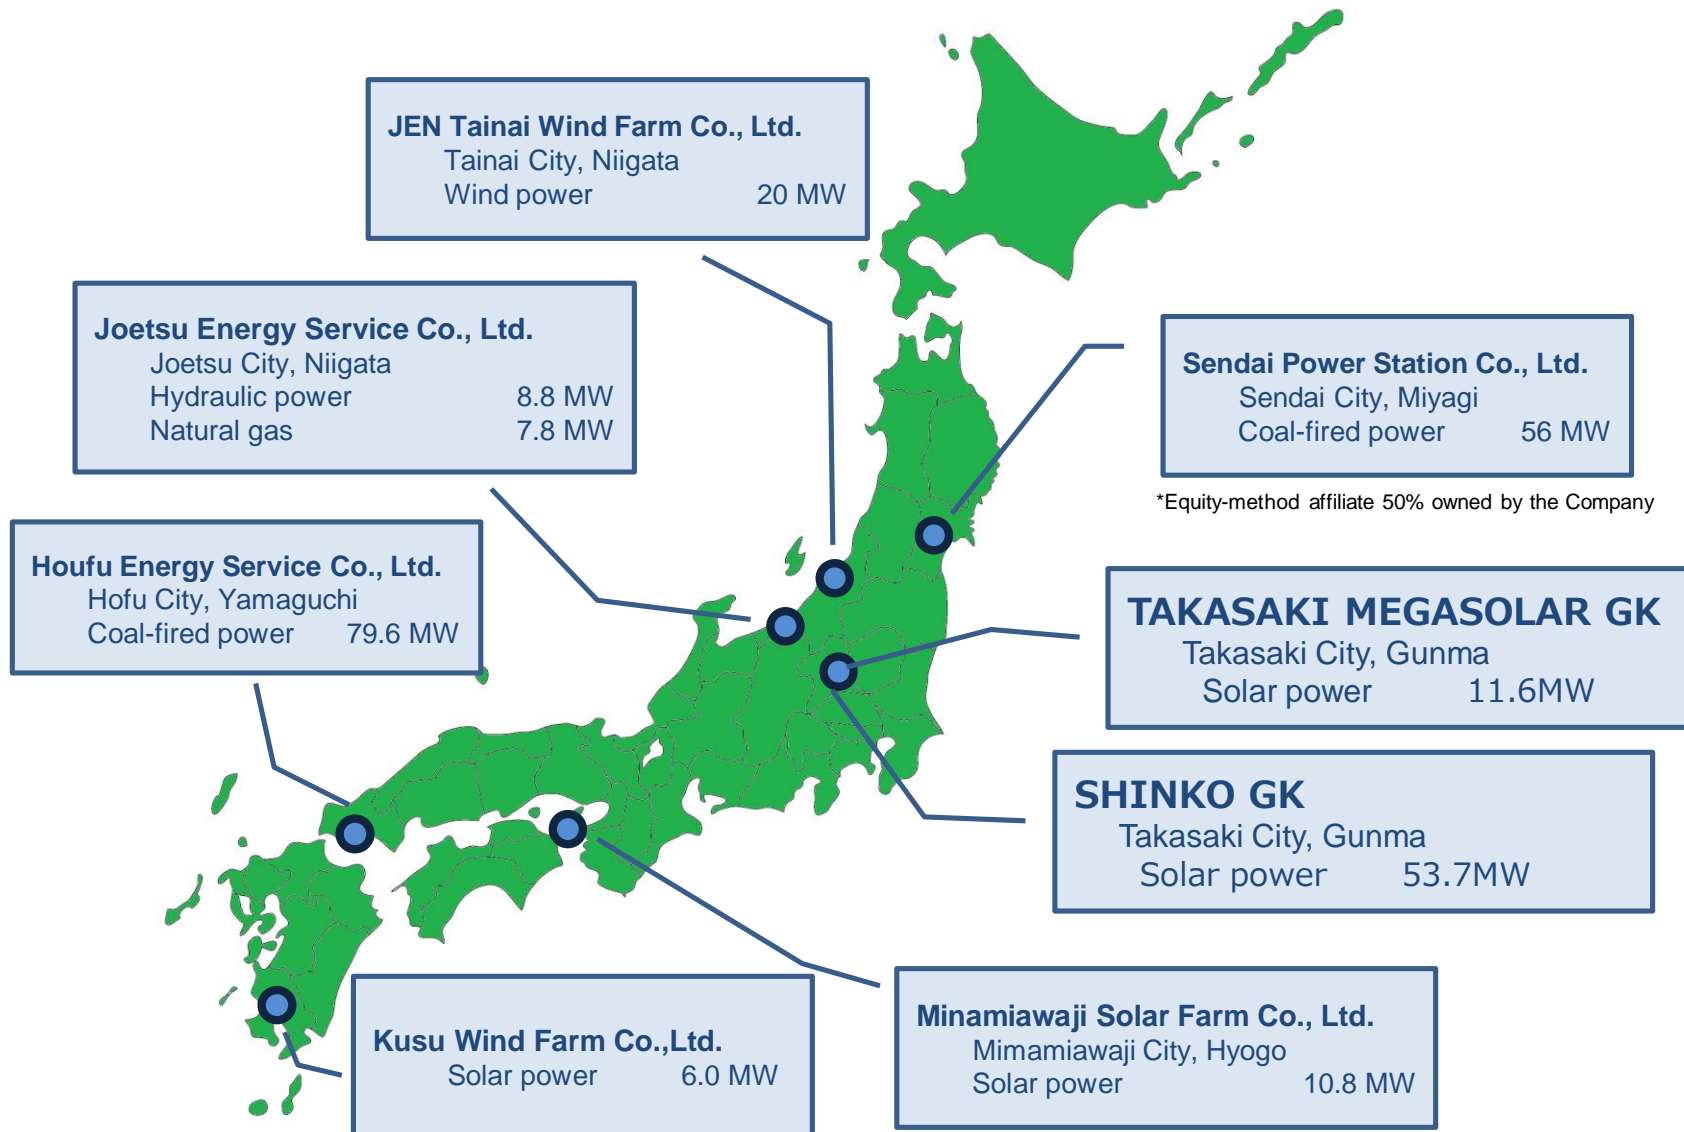 JEN Tainai Wind Farm Co., Ltd.
Tainai City, Niigata
Wind power 20 MW
Joetsu Energy Service Co., Ltd.
Joetsu City, Niigata
Hydraulic power 8.8 MW
Natural gas 7.8 MW
Sendai Power Station Co., Ltd.
Sendai City, Miyagi
Coal-fired power 56 MW
*Equity-method affiliate 50% owned by the Company
Houfu Energy Service Co., Ltd.
Hofu City, Yamaguchi
Coal-fired power 79.6 MW
TAKASAKI MEGASOLAR GK
Takasaki City, Gunma
Solar power 11.6MW
SHINKO GK
Takasaki City, Gunma
Solar power 53.7MW
Kusu Wind Farm Co.,Ltd.
Solar power 6.0 MW
Minamiawaji Solar Farm Co., Ltd.
Mimamiawaji City, Hyogo
Solar power 10.8 MW